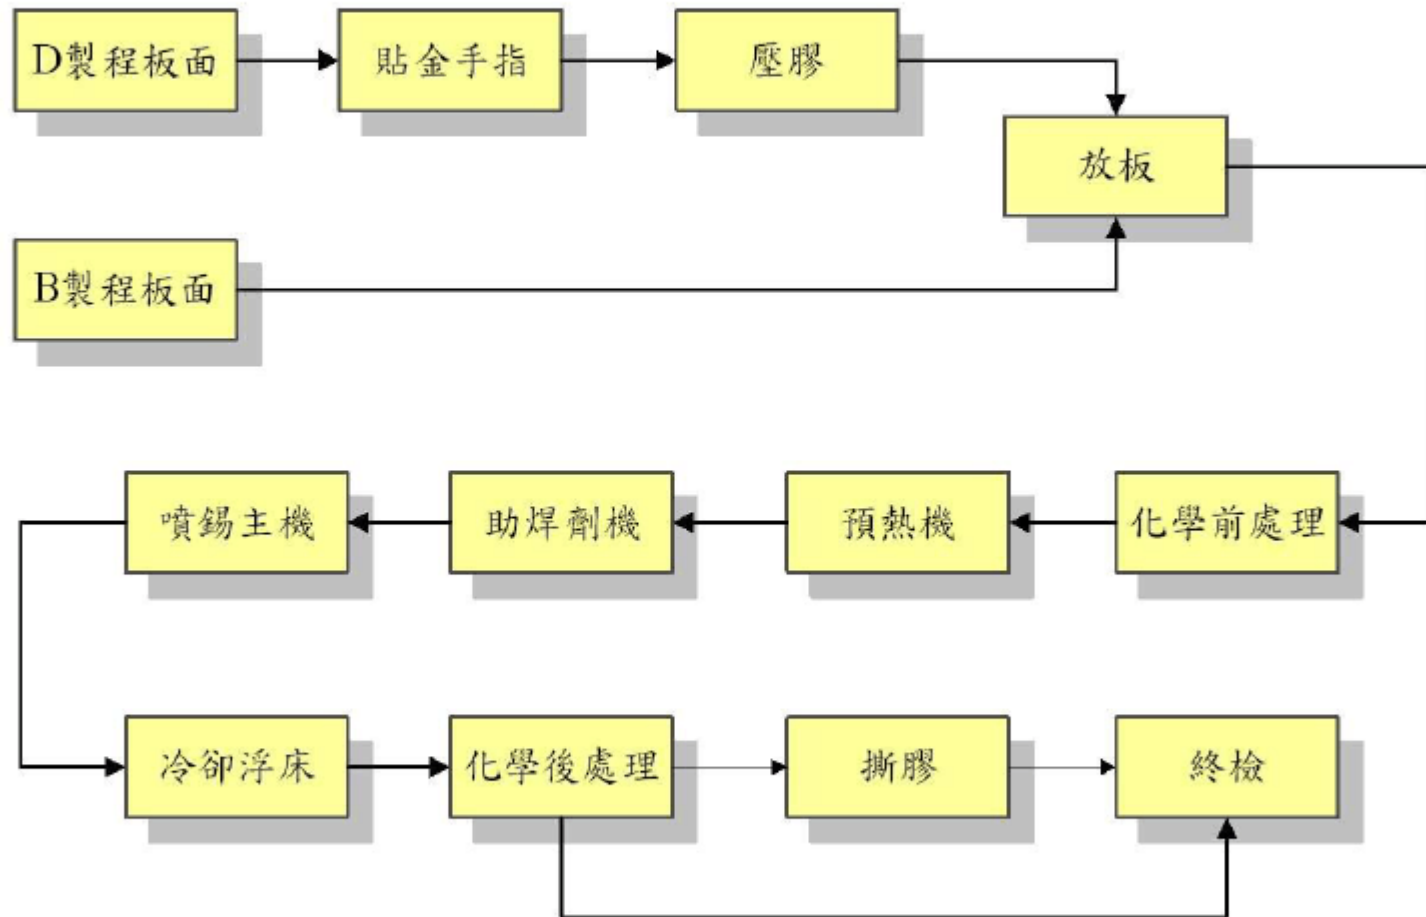 D製程板面
貼金手指
壓膠
放板
B製程板面
化學前處理
預熱機
助焊劑機
噴錫主機
冷卻浮床
化學後處理
撕膠
終檢